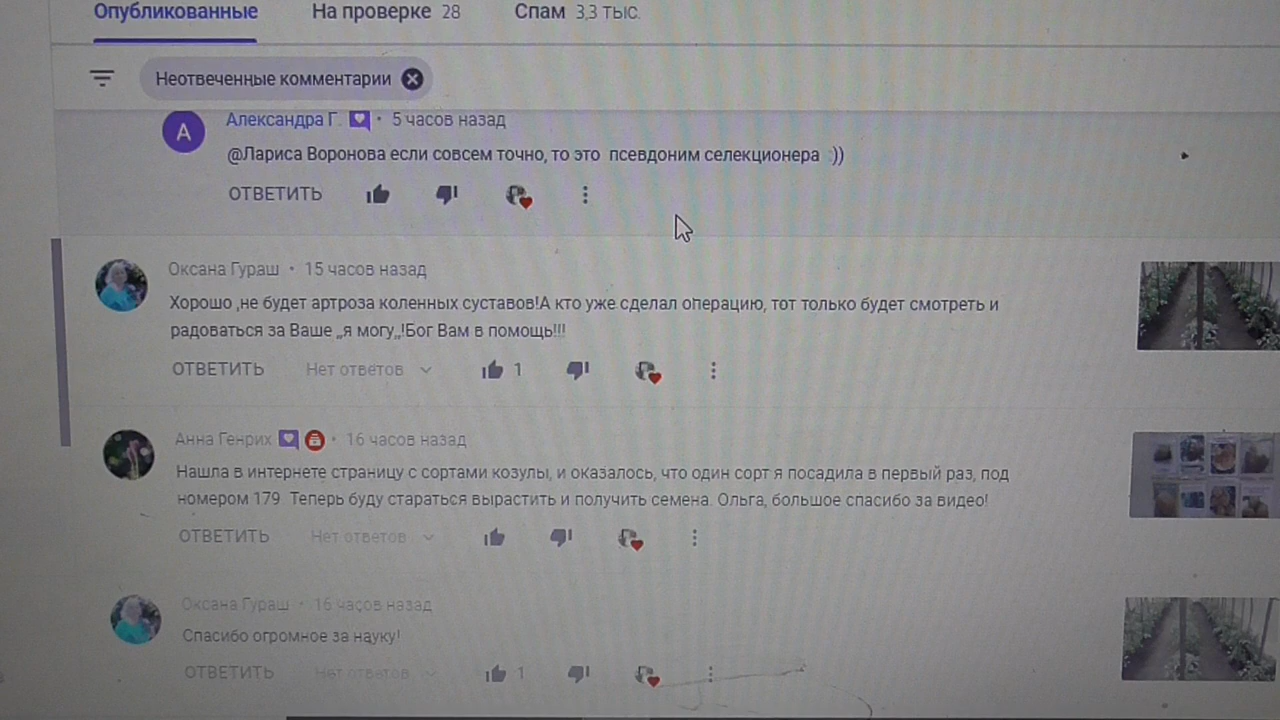 Опубликованные На проверке 28 Спам 3,3 тыс.
Неотвеченные комментарии
А Александра Г. • 5 часов назад
@Лариса Воронова если совсем точно, то это псевдоним селекционера :))
ОТВЕТИТЬ
Оксана Гураш • 15 часов назад
Хорошо ,не будет артроза коленных суставов!А кто уже сделал операцию, тот только будет смотреть и
радоваться за Ваше ,,я могу,,!Бог Вам в помощь!!!
ОТВЕТИТЬ Нет ответов 1
Анна Генрих • 16 часов назад
Нашла в интернете страницу с сортами козулы, и оказалось, что один сорт я посадила в первый раз, под
номером 179 Теперь буду стараться вырастить и получить семена. Ольга, большое спасибо за видео!
ОТВЕТИТЬ Нет ответов
Оксана Гураш • 16 часов назад
Спасибо огромное за науку!
ОТВЕТИТЬ Нет ответов 1